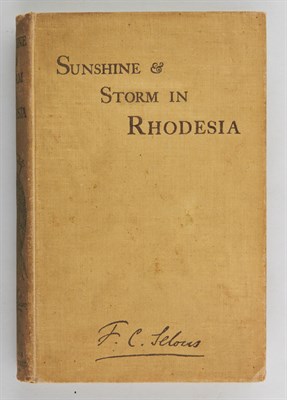 SUNSHINE &
STORM IN
RHODESIA
F. C. Selous